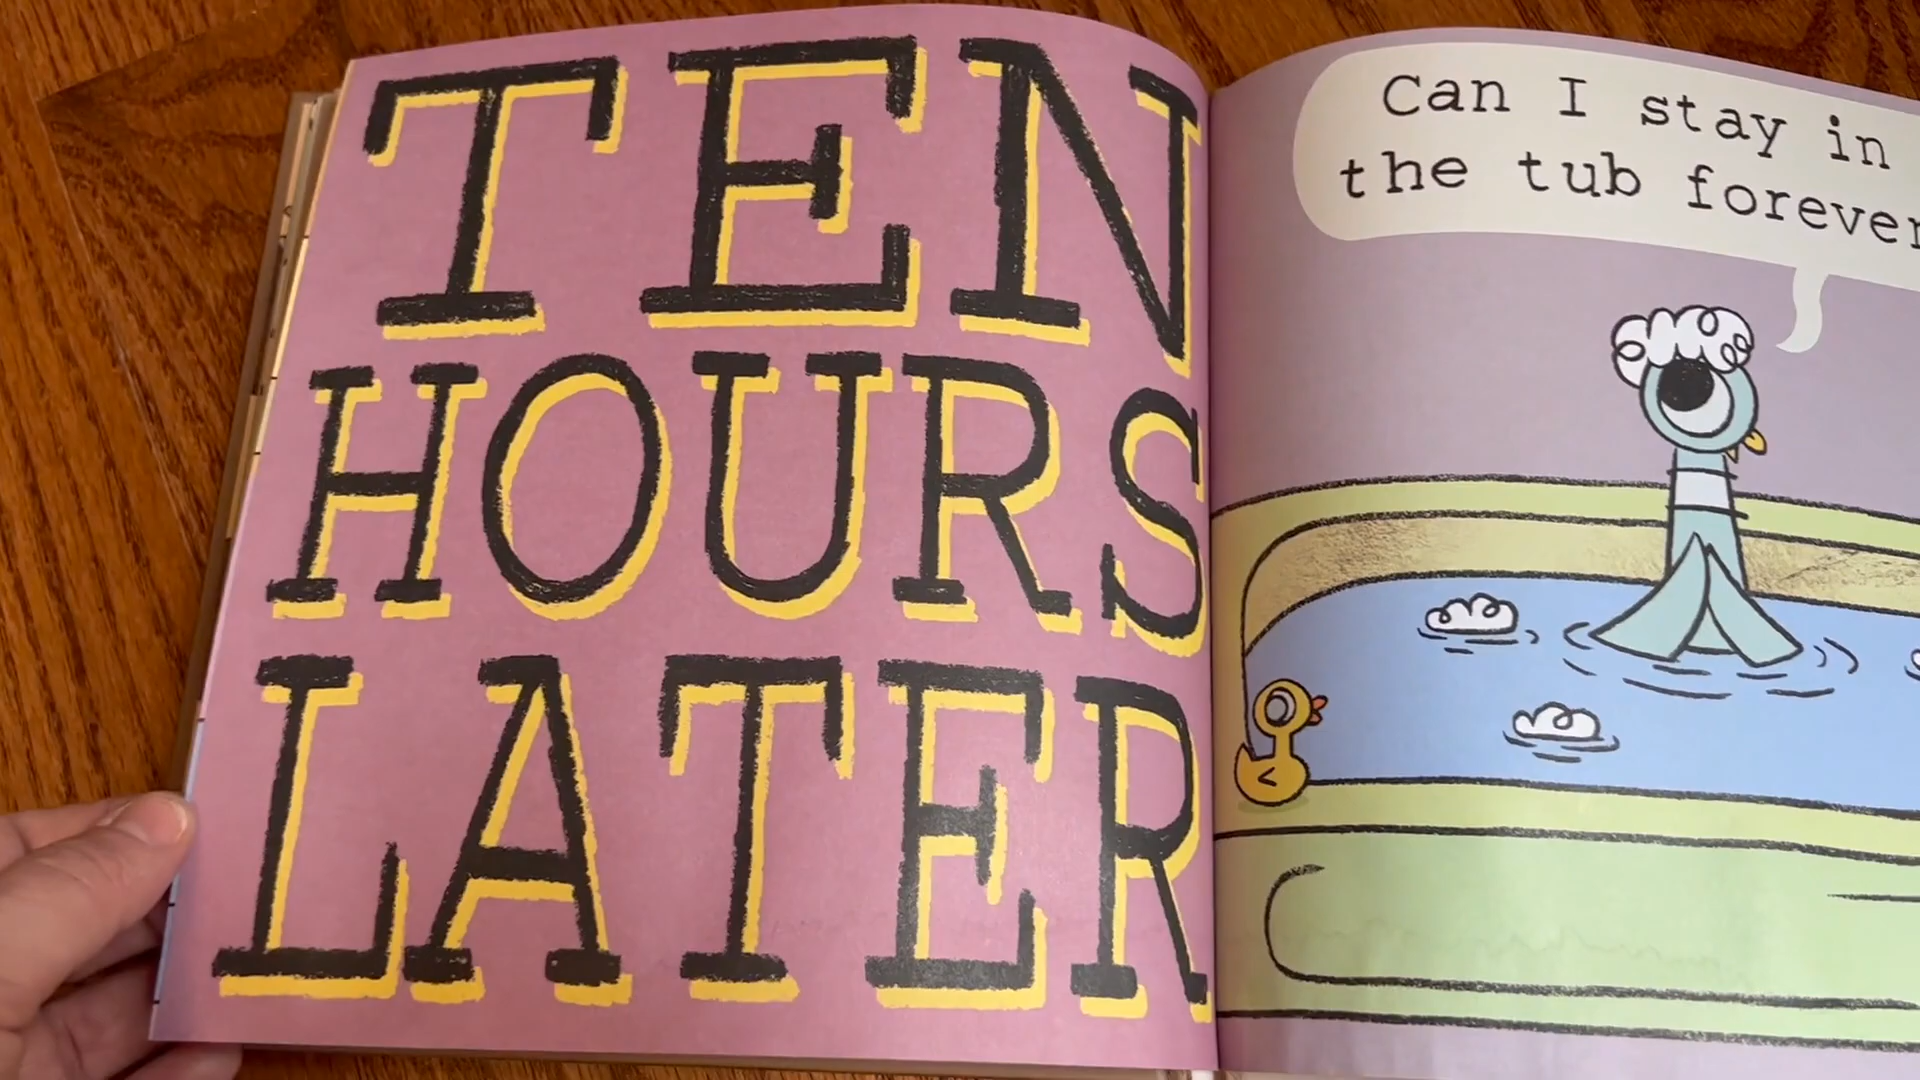 TEN
HOURS
LATER
Can I stay in
the tub forever